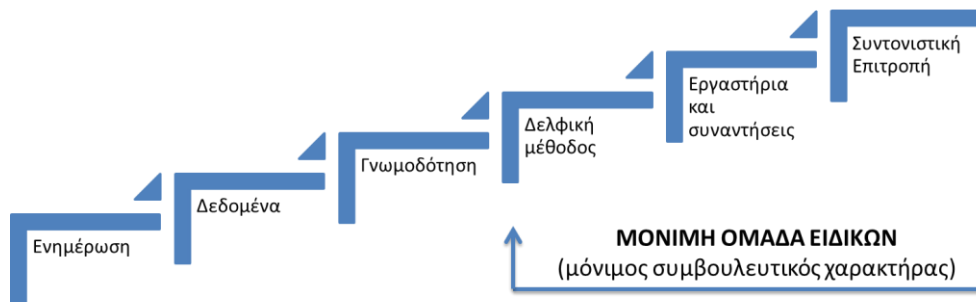 Συντονιστική
Επιτροπή
Εργαστήρια
και
συναντήσεις
Δελφική
μέθοδος
Γνωμοδότηση
Δεδομένα
Ενημέρωση
ΜΟΝΙΜΗ ΟΜΑΔΑ ΕΙΔΙΚΩΝ
(μόνιμος συμβουλευτικός χαρακτήρας)